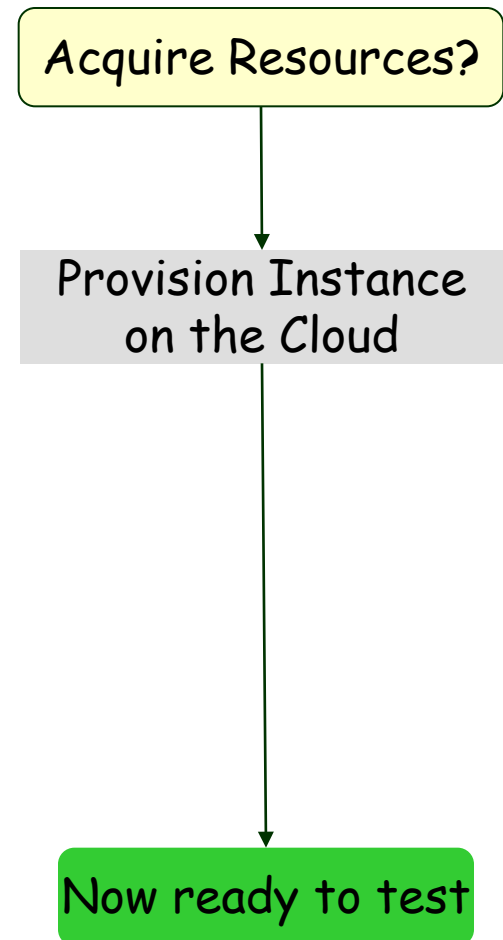 Acquire Resources?
Provision Instance
on the Cloud
Now ready to test